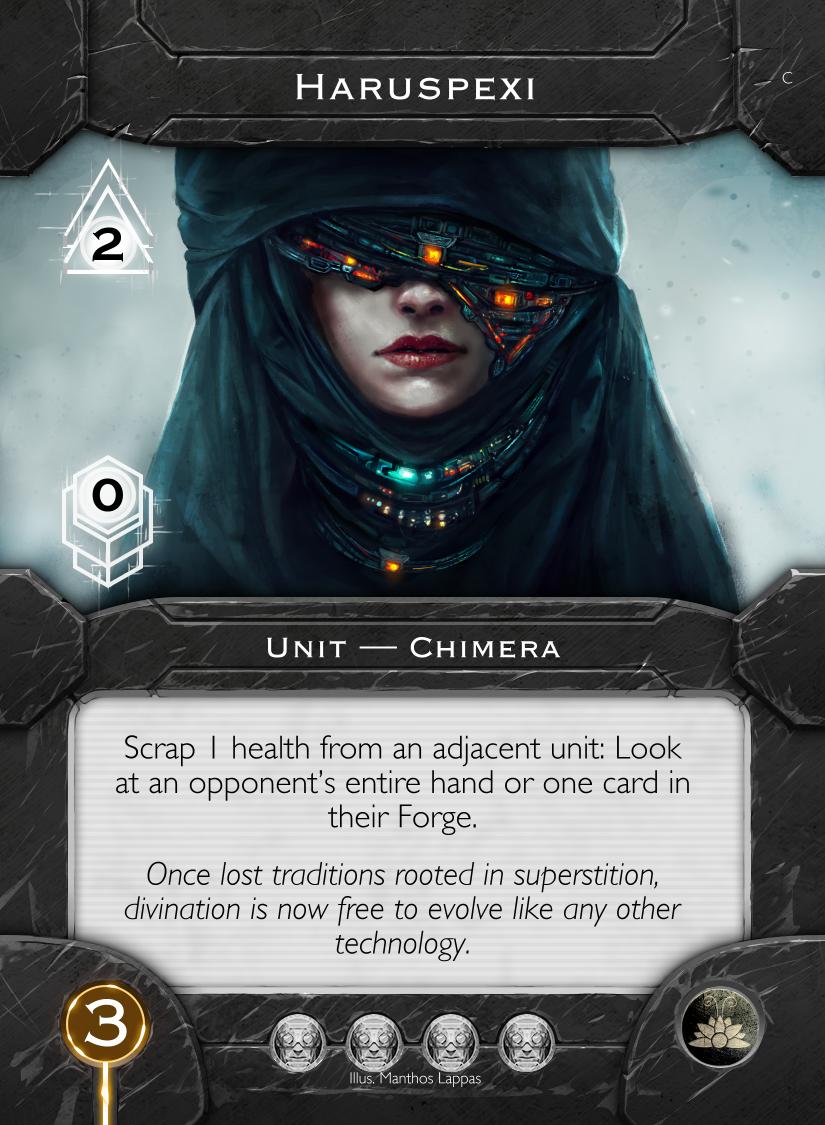 Haruspexi
C
2
0
Unit — Chimera
Scrap 1 health from an adjacent unit: Look
at an opponent's entire hand or one card in
their Forge.
Once lost traditions rooted in superstition,
divination is now free to evolve like any other
technology.
3
Illus. Manthos Lappas